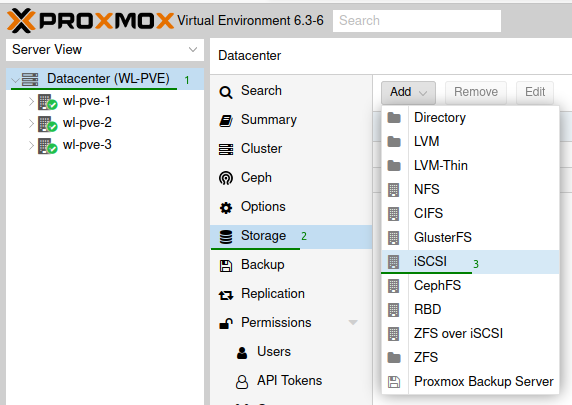 PROXMOX Virtual Environment 6.3-6 Search
Server View
Datacenter (WL-PVE) 1
wl-pve-1
wl-pve-2
wl-pve-3
Datacenter
Search
Summary
Cluster
Ceph
Options
Storage 2
Backup
Replication
Permissions
Users
API Tokens
Add Remove Edit
Directory
LVM
LVM-Thin
NFS
CIFS
GlusterFS
iSCSI 3
CephFS
RBD
ZFS over iSCSI
ZFS
Proxmox Backup Server